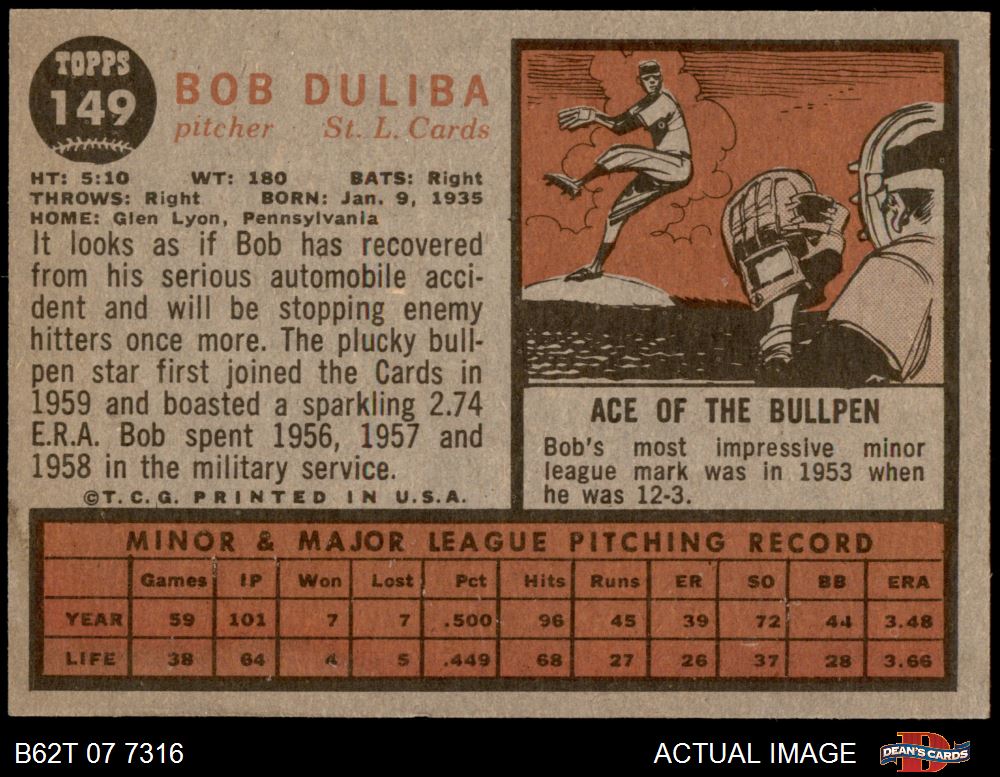 TOPPS
149
BOB DULIBA
pitcher St. L. Cards
HT: 5:10 WT: 180 BATS: Right
THROWS: Right BORN: Jan. 9, 1935
HOME: Glen Lyon, Pennsylvania
It looks as if Bob has recovered
from his serious automobile acci-
dent and will be stopping enemy
hitters once more. The plucky bull-
pen star first joined the Cards in
1959 and boasted a sparkling 2.74
E.R.A. Bob spent 1956, 1957 and
1958 in the military service.
©T.C.G. PRINTED IN U.S.A.
ACE OF THE BULLPEN
Bob's most impressive minor
league mark was in 1953 when
he was 12-3.
MINOR & MAJOR LEAGUE PITCHING RECORD
Games IP Won Lost Pct Hits Runs ER SO BB ERA
YEAR 59 101 7 7 .500 96 45 39 72 44 3.48
LIFE 38 64 4 5 .449 68 27 26 37 28 3.66
B62T 07 7316 ACTUAL IMAGE DEAN'S CARDS